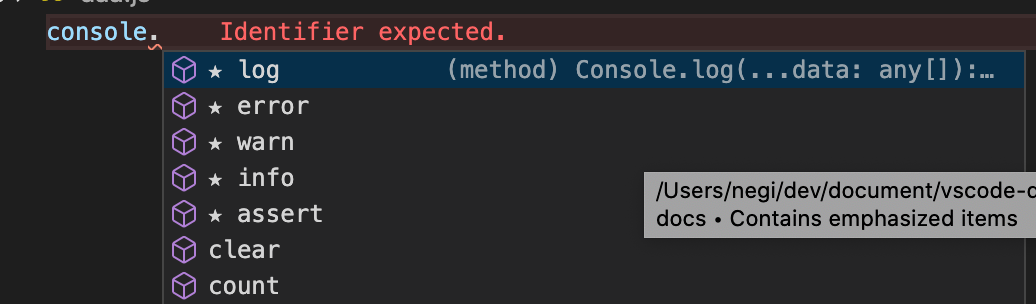 console.    Identifier expected.
★ log    (method) Console.log(...data: any[]):…
★ error
★ warn
★ info
★ assert
clear
count
/Users/negi/dev/document/vscode-
docs • Contains emphasized items